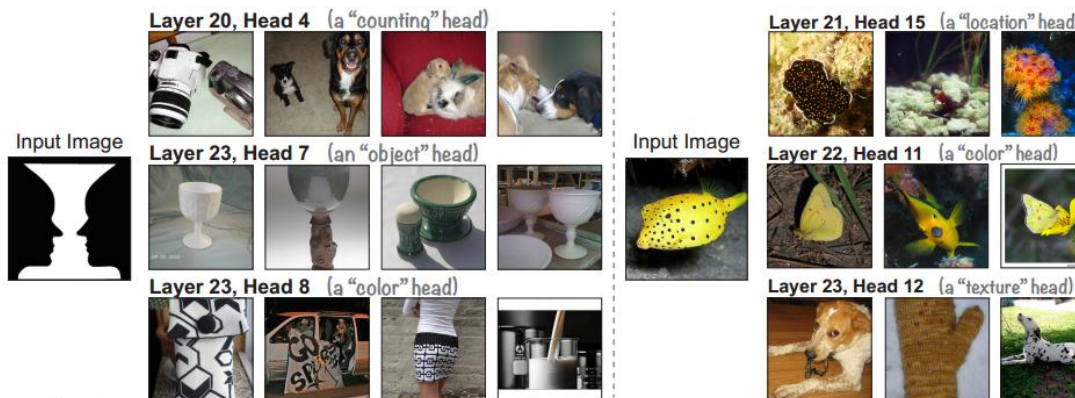 Layer 20, Head 4 (a “counting” head)
Input Image
Layer 23, Head 7 (an “object” head)
Layer 23, Head 8 (a “color” head)
GO
Layer 21, Head 15 (a “location” head
Input Image
Layer 22, Head 11 (a “color” head)
Layer 23, Head 12 (a “texture” head)